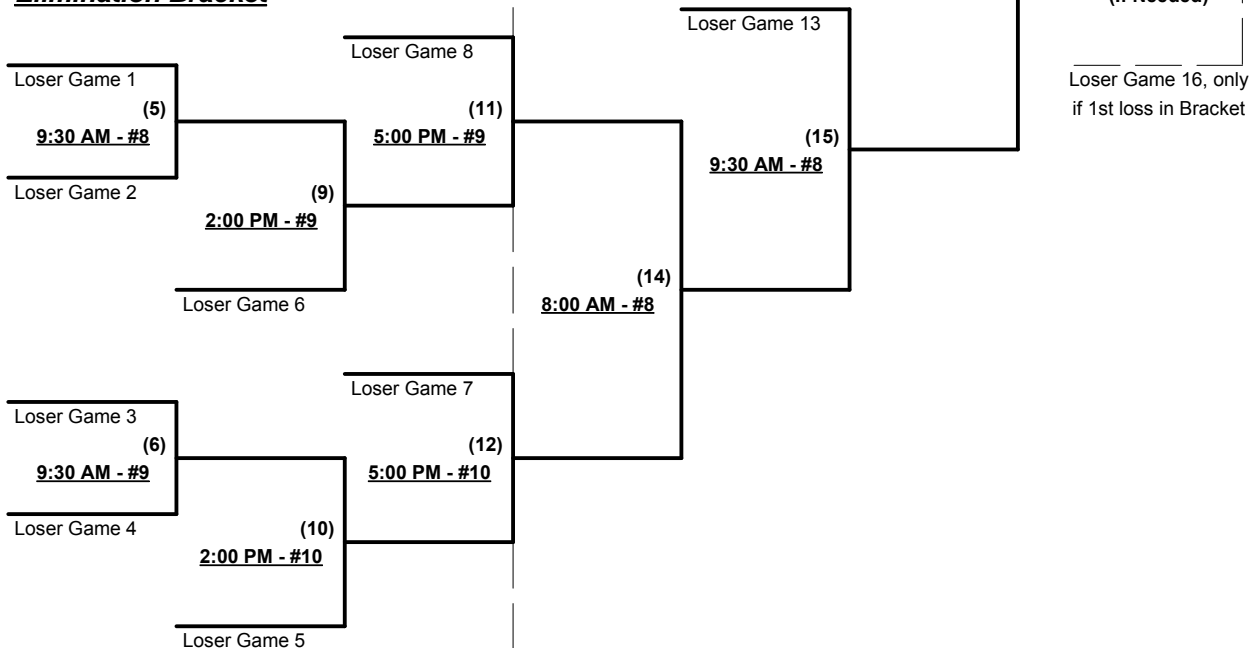 Elimination Bracket
(If Needed)
Loser Game 13
Loser Game 8
Loser Game 1
Loser Game 16, only
if 1st loss in Bracket
(5)
9:30 AM - #8
(11)
5:00 PM - #9
(15)
9:30 AM - #8
Loser Game 2
(9)
2:00 PM - #9
(14)
8:00 AM - #8
Loser Game 6
Loser Game 7
Loser Game 3
(6)
9:30 AM - #9
(12)
5:00 PM - #10
Loser Game 4
(10)
2:00 PM - #10
Loser Game 5